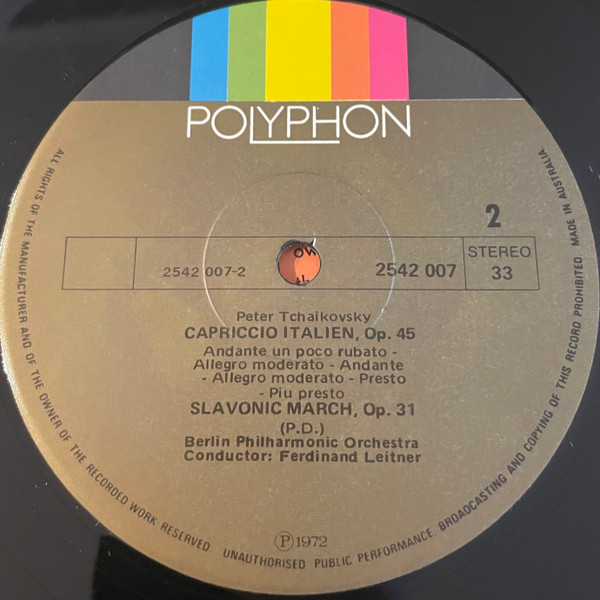 POLYPHON
2
STEREO
33
2542 007-2
2542 007
Peter Tchaikovsky
CAPRICCIO ITALIEN, Op. 45
Andante un poco rubato -
Allegro moderato - Andante
- Allegro moderato - Presto
- Piu presto
SLAVONIC MARCH, Op. 31
(P.D.)
Berlin Philharmonic Orchestra
Conductor: Ferdinand Leitner
Ⓟ1972
ALL RIGHTS OF THE MANUFACTURER AND OF THE OWNER OF THE RECORDED WORK RESERVED UNAUTHORISED PUBLIC PERFORMANCE. BROADCASTING AND COPYING OF THIS RECORD PROHIBITED MADE IN AUSTRALIA.